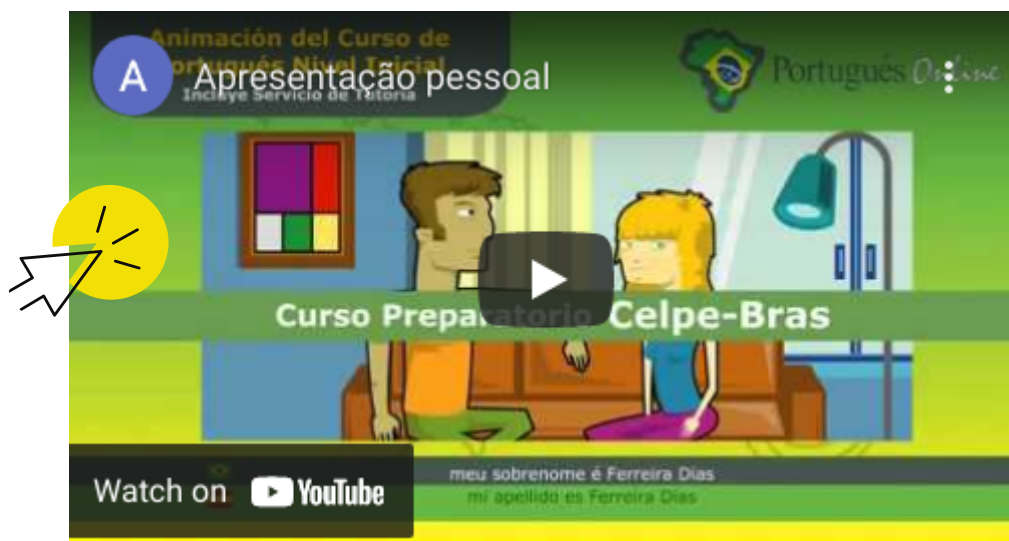 Animación del Curso de
Portugués Nivel Inicial
Incluye Servicio de Tutoría
A
Apresentação pessoal
Portugués Online
Curso Preparatorio Celpe-Bras
meu sobrenome é Ferreira Dias
mi apellido es Ferreira Dias
Watch on YouTube